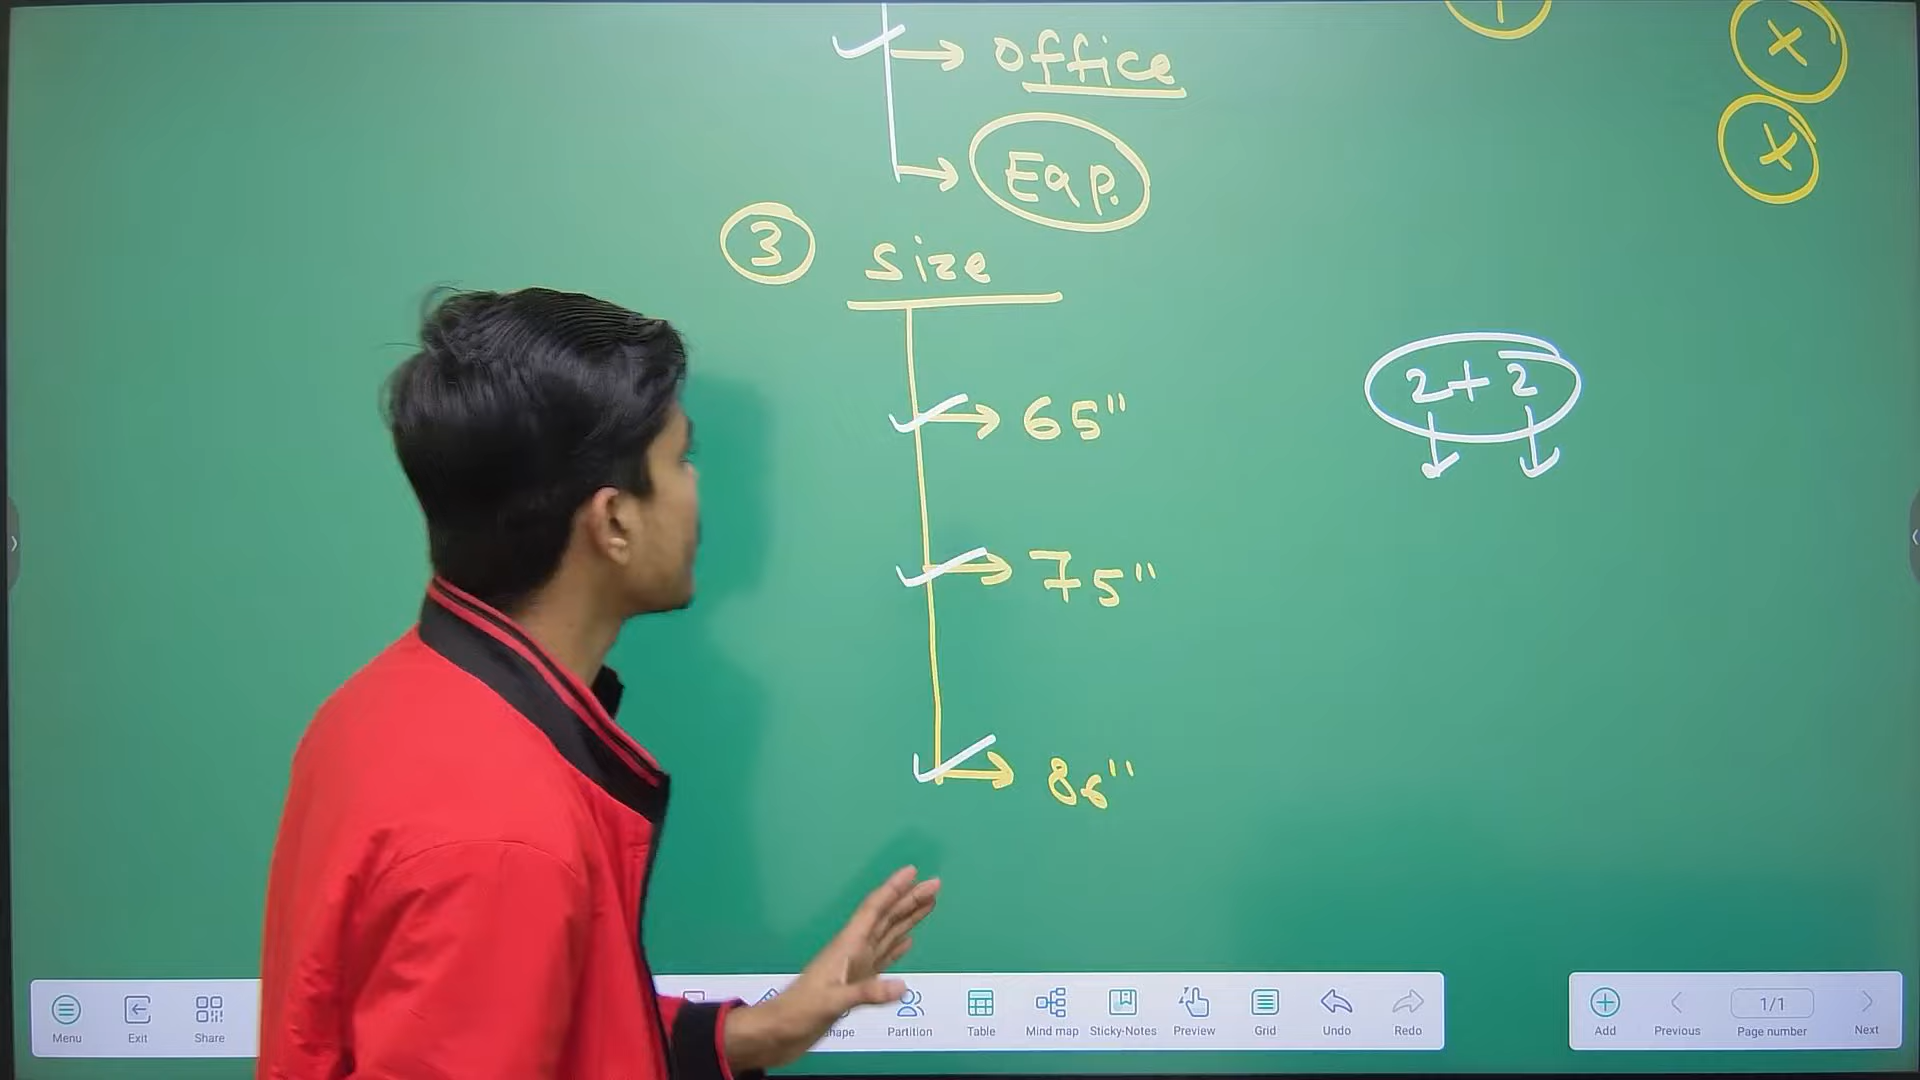 office
Eqp.
3 Size
65"
2+2
75"
86"
X
X
Menu Exit Share Partition Table Mind map Sticky-Notes Preview Grid Undo Redo Add Previous 1/1 Page number Next